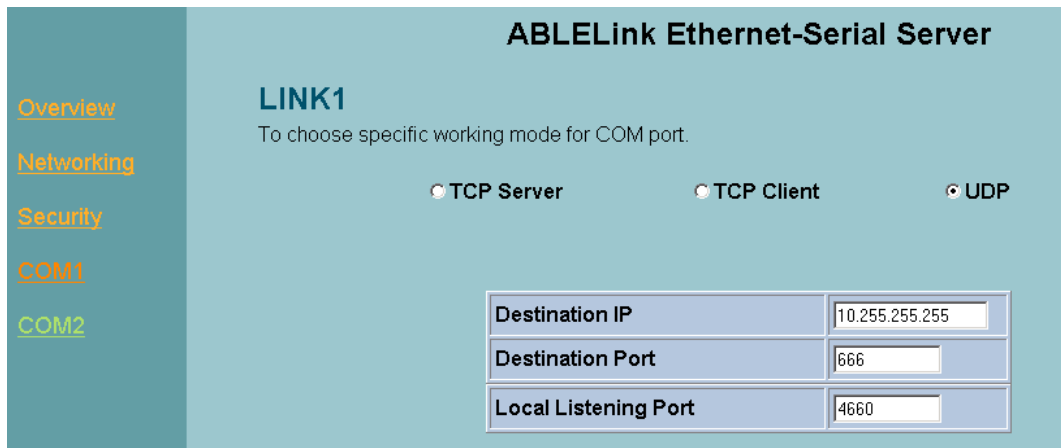 ABLELink Ethernet-Serial Server
Overview
Networking
Security
COM1
COM2
LINK1
To choose specific working mode for COM port.
TCP Server TCP Client UDP
Destination IP 10.255.255.255
Destination Port 666
Local Listening Port 4660